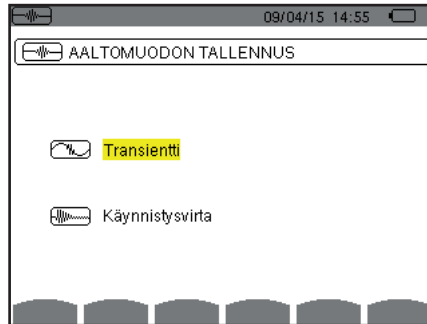 09/04/15 14:55
AALTOMUODON TALLENNUS
Transientti
Käynnistysvirta